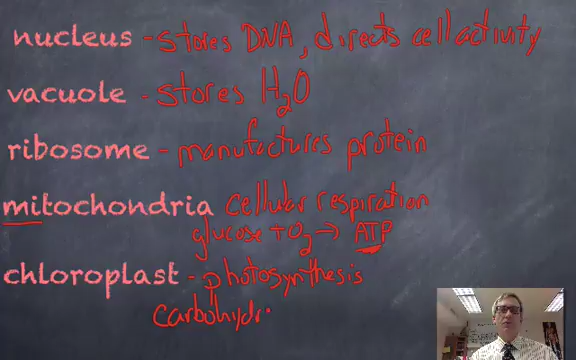 nucleus - stores DNA, directs cell activity
vacuole - stores H₂O
ribosome - manufactures protein
mitochondria cellular respiration
glucose + O₂ → ATP
chloroplast - photosynthesis
carbohydr